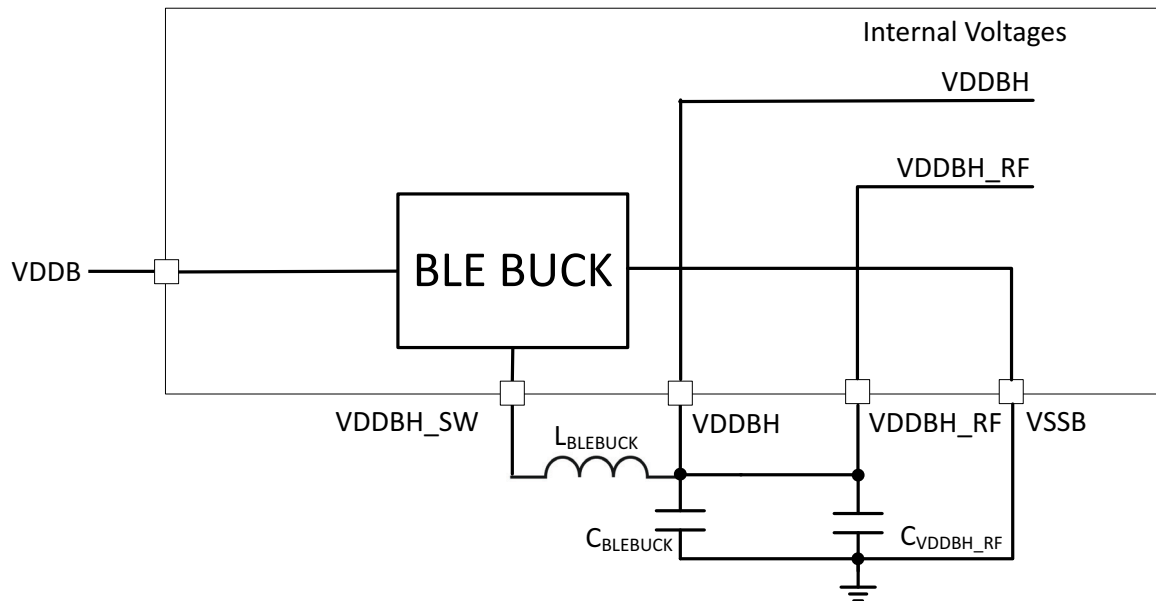 Internal Voltages
VDDBH
VDDBH_RF
VDDB
BLE BUCK
VDDBH_SW
VDDBH
VDDBH_RF
VSSB
LBLEBUCK
CBLEBUCK
CVDDBH_RF